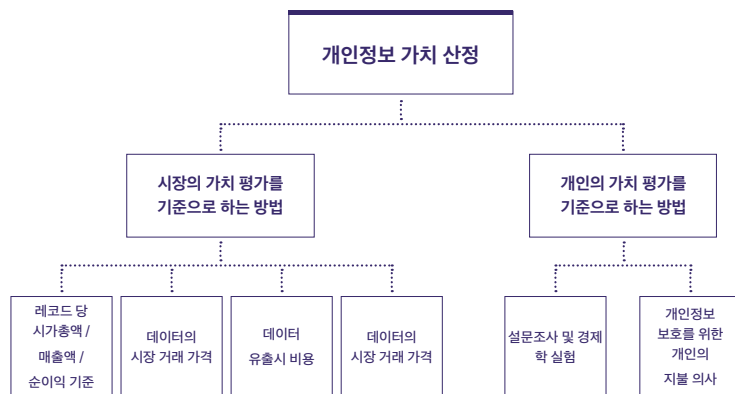 개인정보 가치 산정
시장의 가치 평가를
기준으로 하는 방법
개인의 가치 평가를
기준으로 하는 방법
레코드 당
시가총액 /
매출액 /
순이익 기준
데이터의
시장 거래 가격
데이터
유출시 비용
데이터의
시장 거래 가격
설문조사 및 경제
학 실험
개인정보
보호를 위한
개인의
지불 의사